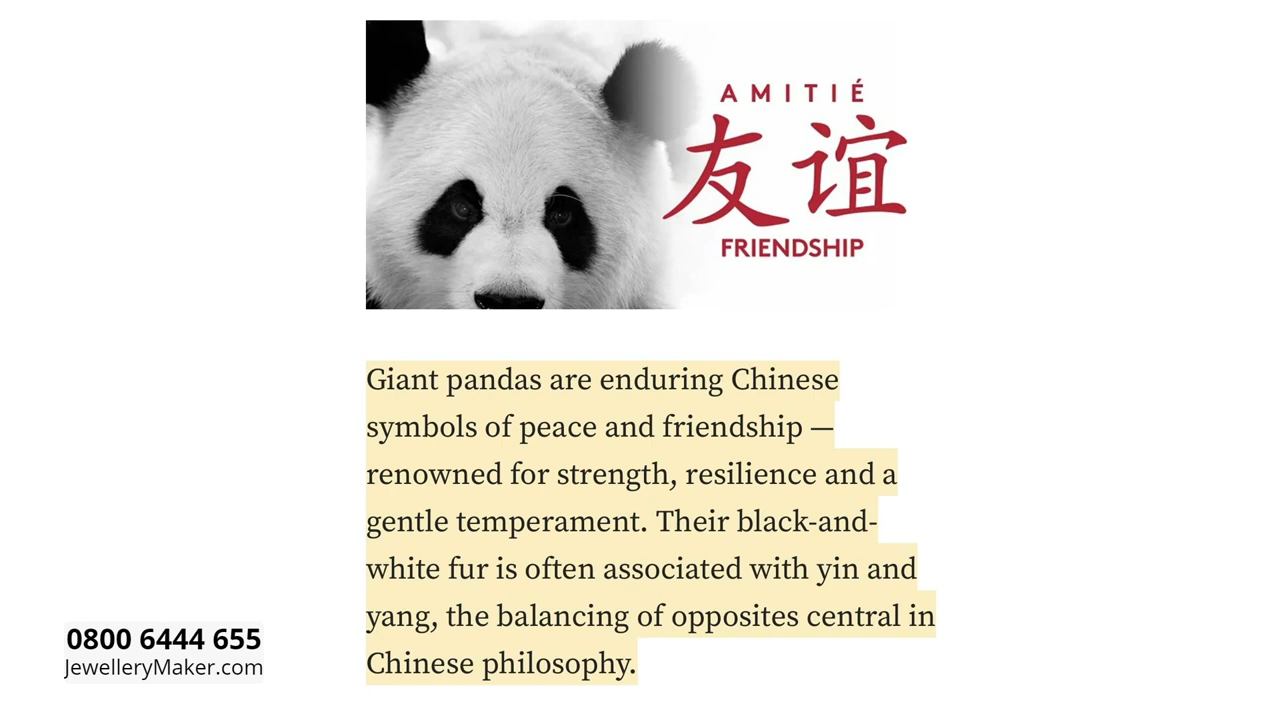 AMITIÉ
友谊
FRIENDSHIP
Giant pandas are enduring Chinese
symbols of peace and friendship —
renowned for strength, resilience and a
gentle temperament. Their black-and-
white fur is often associated with yin and
yang, the balancing of opposites central in
Chinese philosophy.
0800 6444 655
JewelleryMaker.com